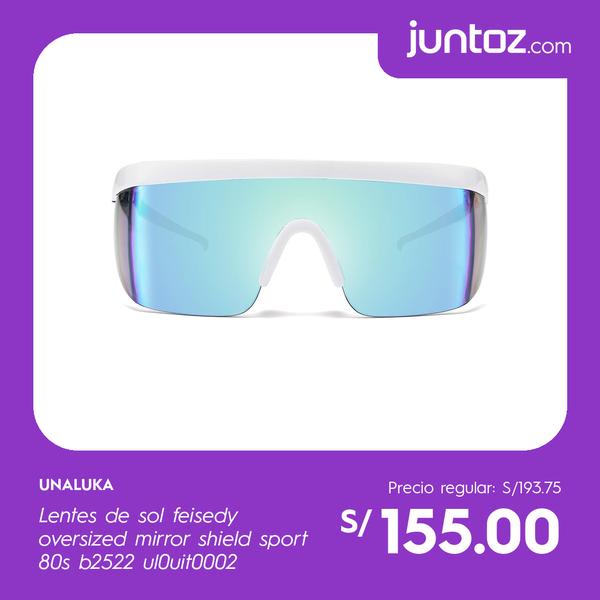 juntoz.com
UNALUKA
Lentes de sol feisedy
oversized mirror shield sport
80s b2522 ul0uit0002
Precio regular: S/193.75
S/155.00